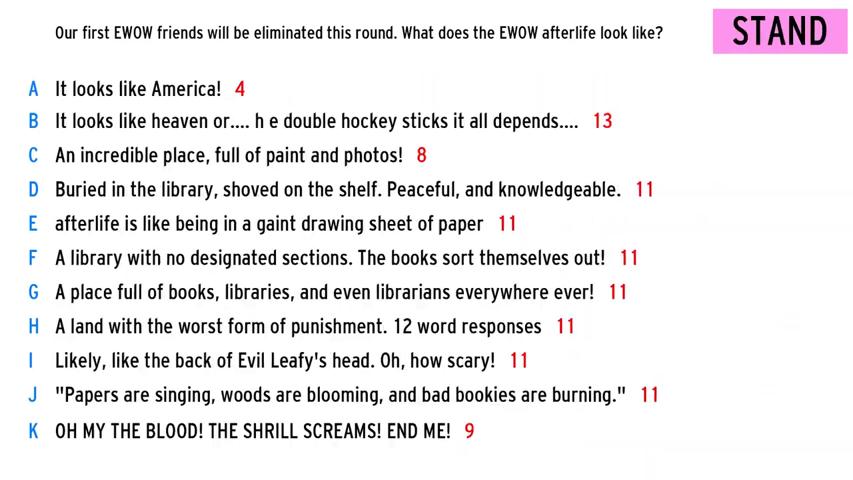 Our first EWOW friends will be eliminated this round. What does the EWOW afterlife look like?
STAND
A It looks like America! 4
B It looks like heaven or.... h e double hockey sticks it all depends.... 13
C An incredible place, full of paint and photos! 8
D Buried in the library, shoved on the shelf. Peaceful, and knowledgeable. 11
E afterlife is like being in a gaint drawing sheet of paper 11
F A library with no designated sections. The books sort themselves out! 11
G A place full of books, libraries, and even librarians everywhere ever! 11
H A land with the worst form of punishment. 12 word responses 11
I Likely, like the back of Evil Leafy's head. Oh, how scary! 11
J "Papers are singing, woods are blooming, and bad bookies are burning." 11
K OH MY THE BLOOD! THE SHRILL SCREAMS! END ME! 9